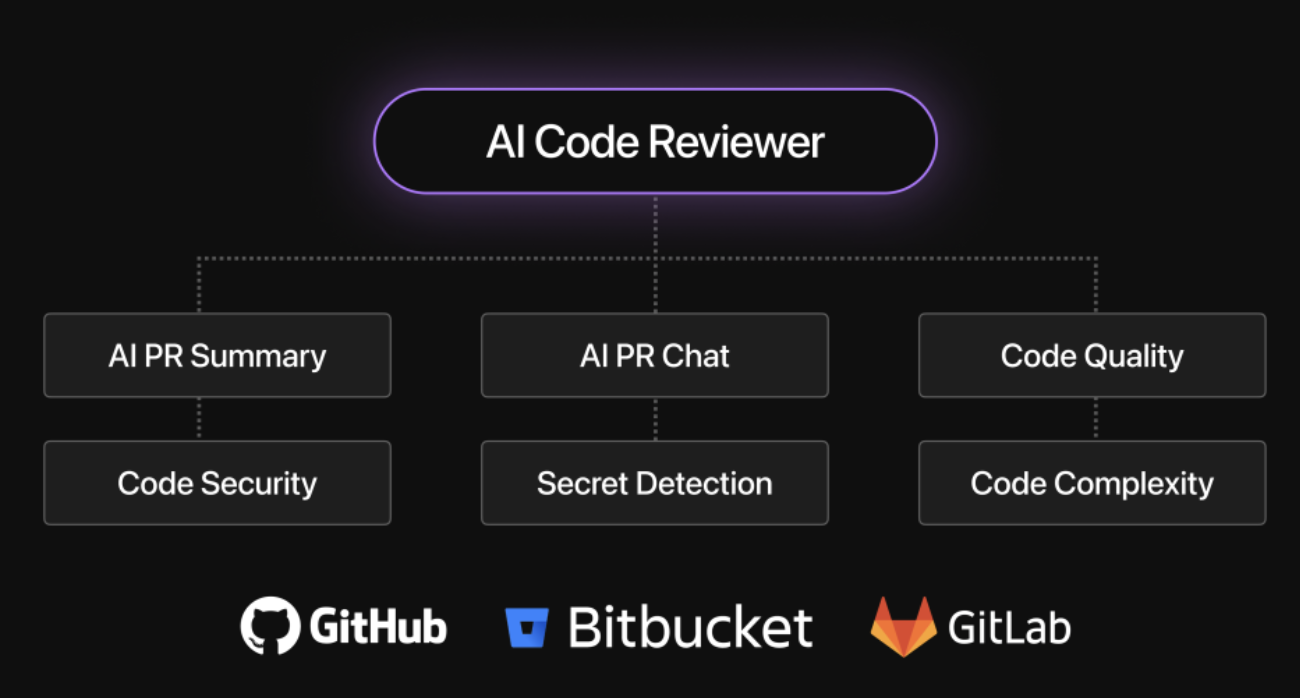 AI Code Reviewer
AI PR Summary
AI PR Chat
Code Quality
Code Security
Secret Detection
Code Complexity
GitHub
Bitbucket
GitLab